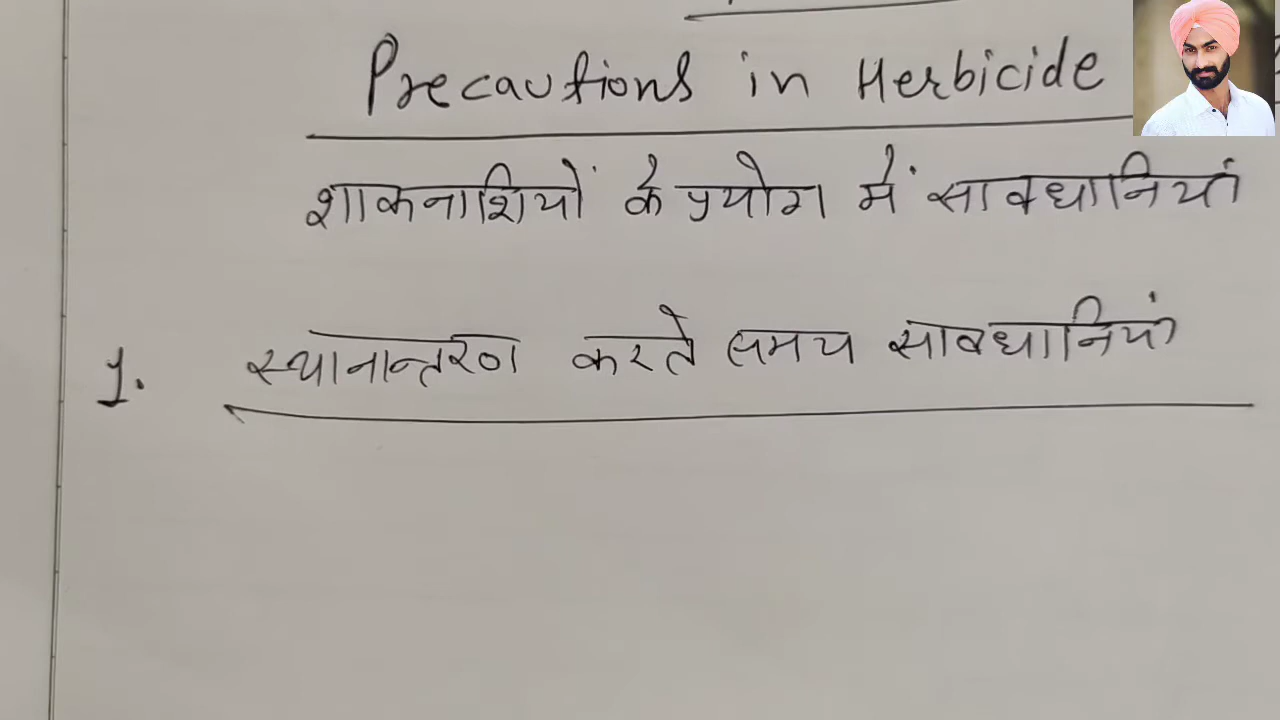 Precautions in Herbicide
शाकनाशियों के प्रयोग में सावधानियां
1. स्थानान्तरण करते समय सावधानियां